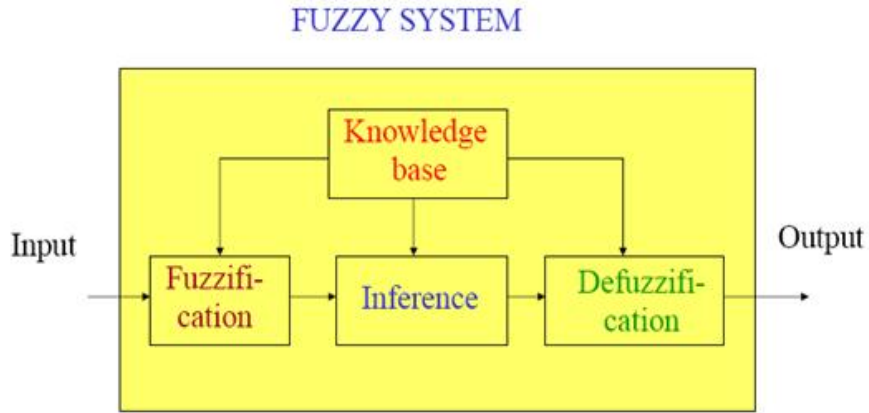 FUZZY SYSTEM
Knowledge
base
Input
Output
Fuzzifi-
cation
Inference
Defuzzifi-
cation